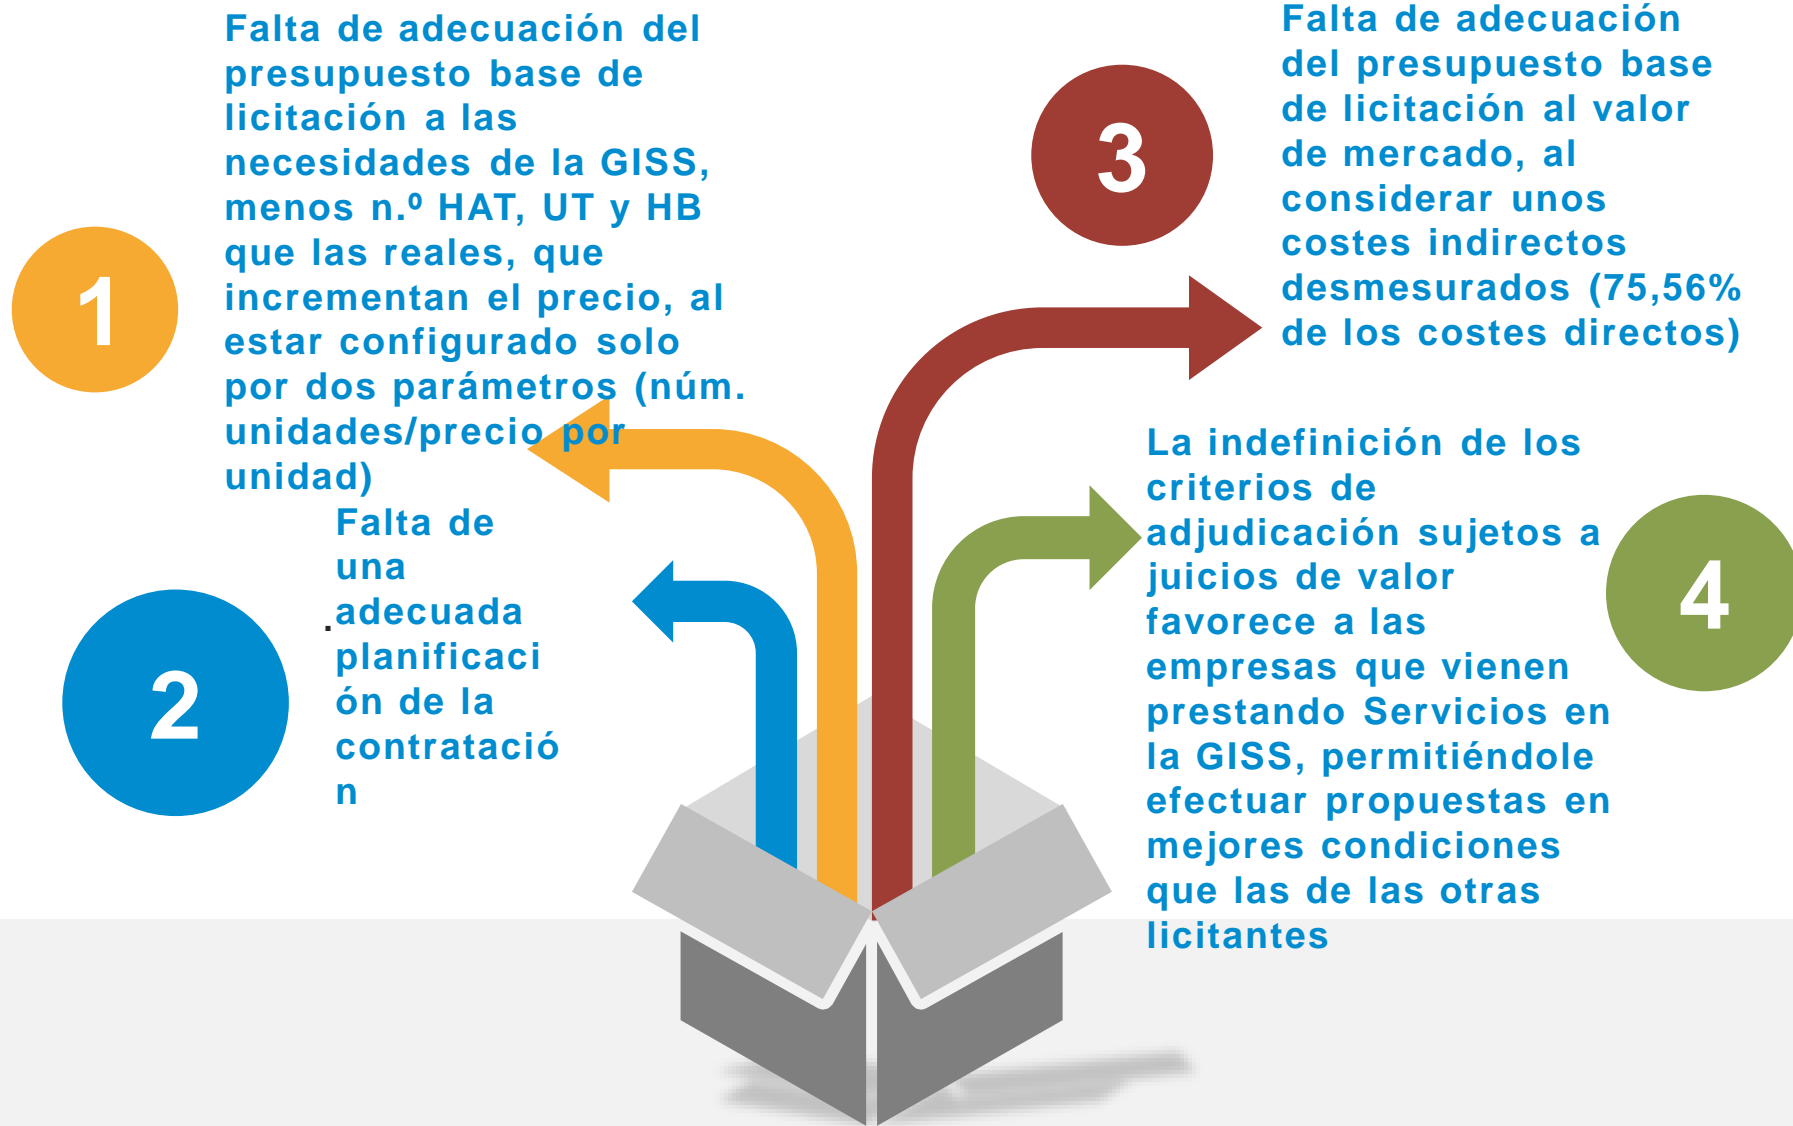 1
Falta de adecuación del
presupuesto base de
licitación a las
necesidades de la GISS,
menos n.º HAT, UT y HB
que las reales, que
incrementan el precio, al
estar configurado solo
por dos parámetros (núm.
unidades/precio por
unidad)
2
.
Falta de
una
adecuada
planificaci
ón de la
contratació
n
3
Falta de adecuación
del presupuesto base
de licitación al valor
de mercado, al
considerar unos
costes indirectos
desmesurados (75,56%
de los costes directos)
La indefinición de los
criterios de
adjudicación sujetos a
juicios de valor
favorece a las
empresas que vienen
prestando Servicios en
la GISS, permitiéndole
efectuar propuestas en
mejores condiciones
que las de las otras
licitantes
4